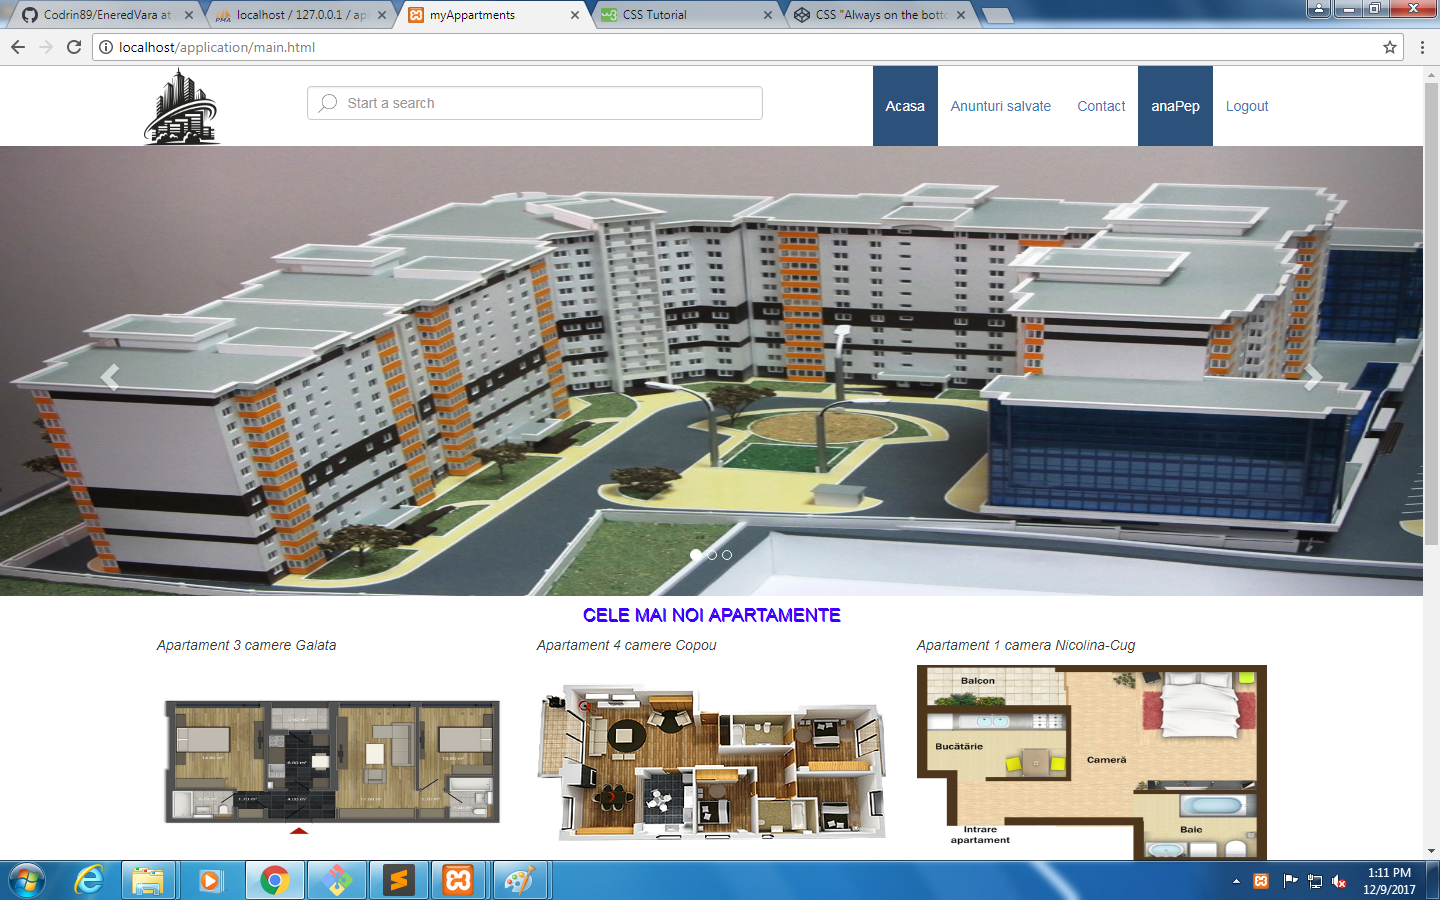 Codrin89/EneredVara at
localhost / 127.0.0.1 / ap
myAppartments
CSS Tutorial
CSS "Always on the bott
localhost/application/main.html
Start a search
Acasa
Anunturi salvate
Contact
anaPep
Logout
CELE MAI NOI APARTAMENTE
Apartament 3 camere Galata
Apartament 4 camere Copou
Apartament 1 camera Nicolina-Cug
Balcon
Bucătărie
Cameră
Baie
Intrare
apartament
1:11 PM
12/9/2017